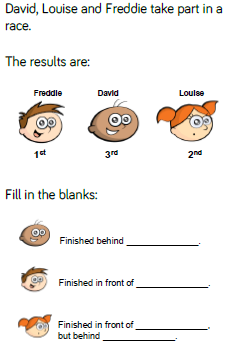 David, Louise and Freddie take part in a
race.
The results are:
Freddie David Louise
1st 3rd 2nd
Fill in the blanks:
Finished behind ______________.
Finished in front of ______________.
Finished in front of ______________,
but behind ______________.